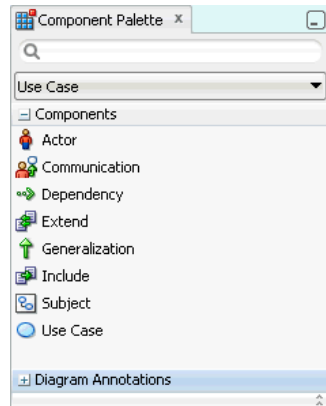 Component Palette
Use Case
Components
Actor
Communication
Dependency
Extend
Generalization
Include
Subject
Use Case
Diagram Annotations